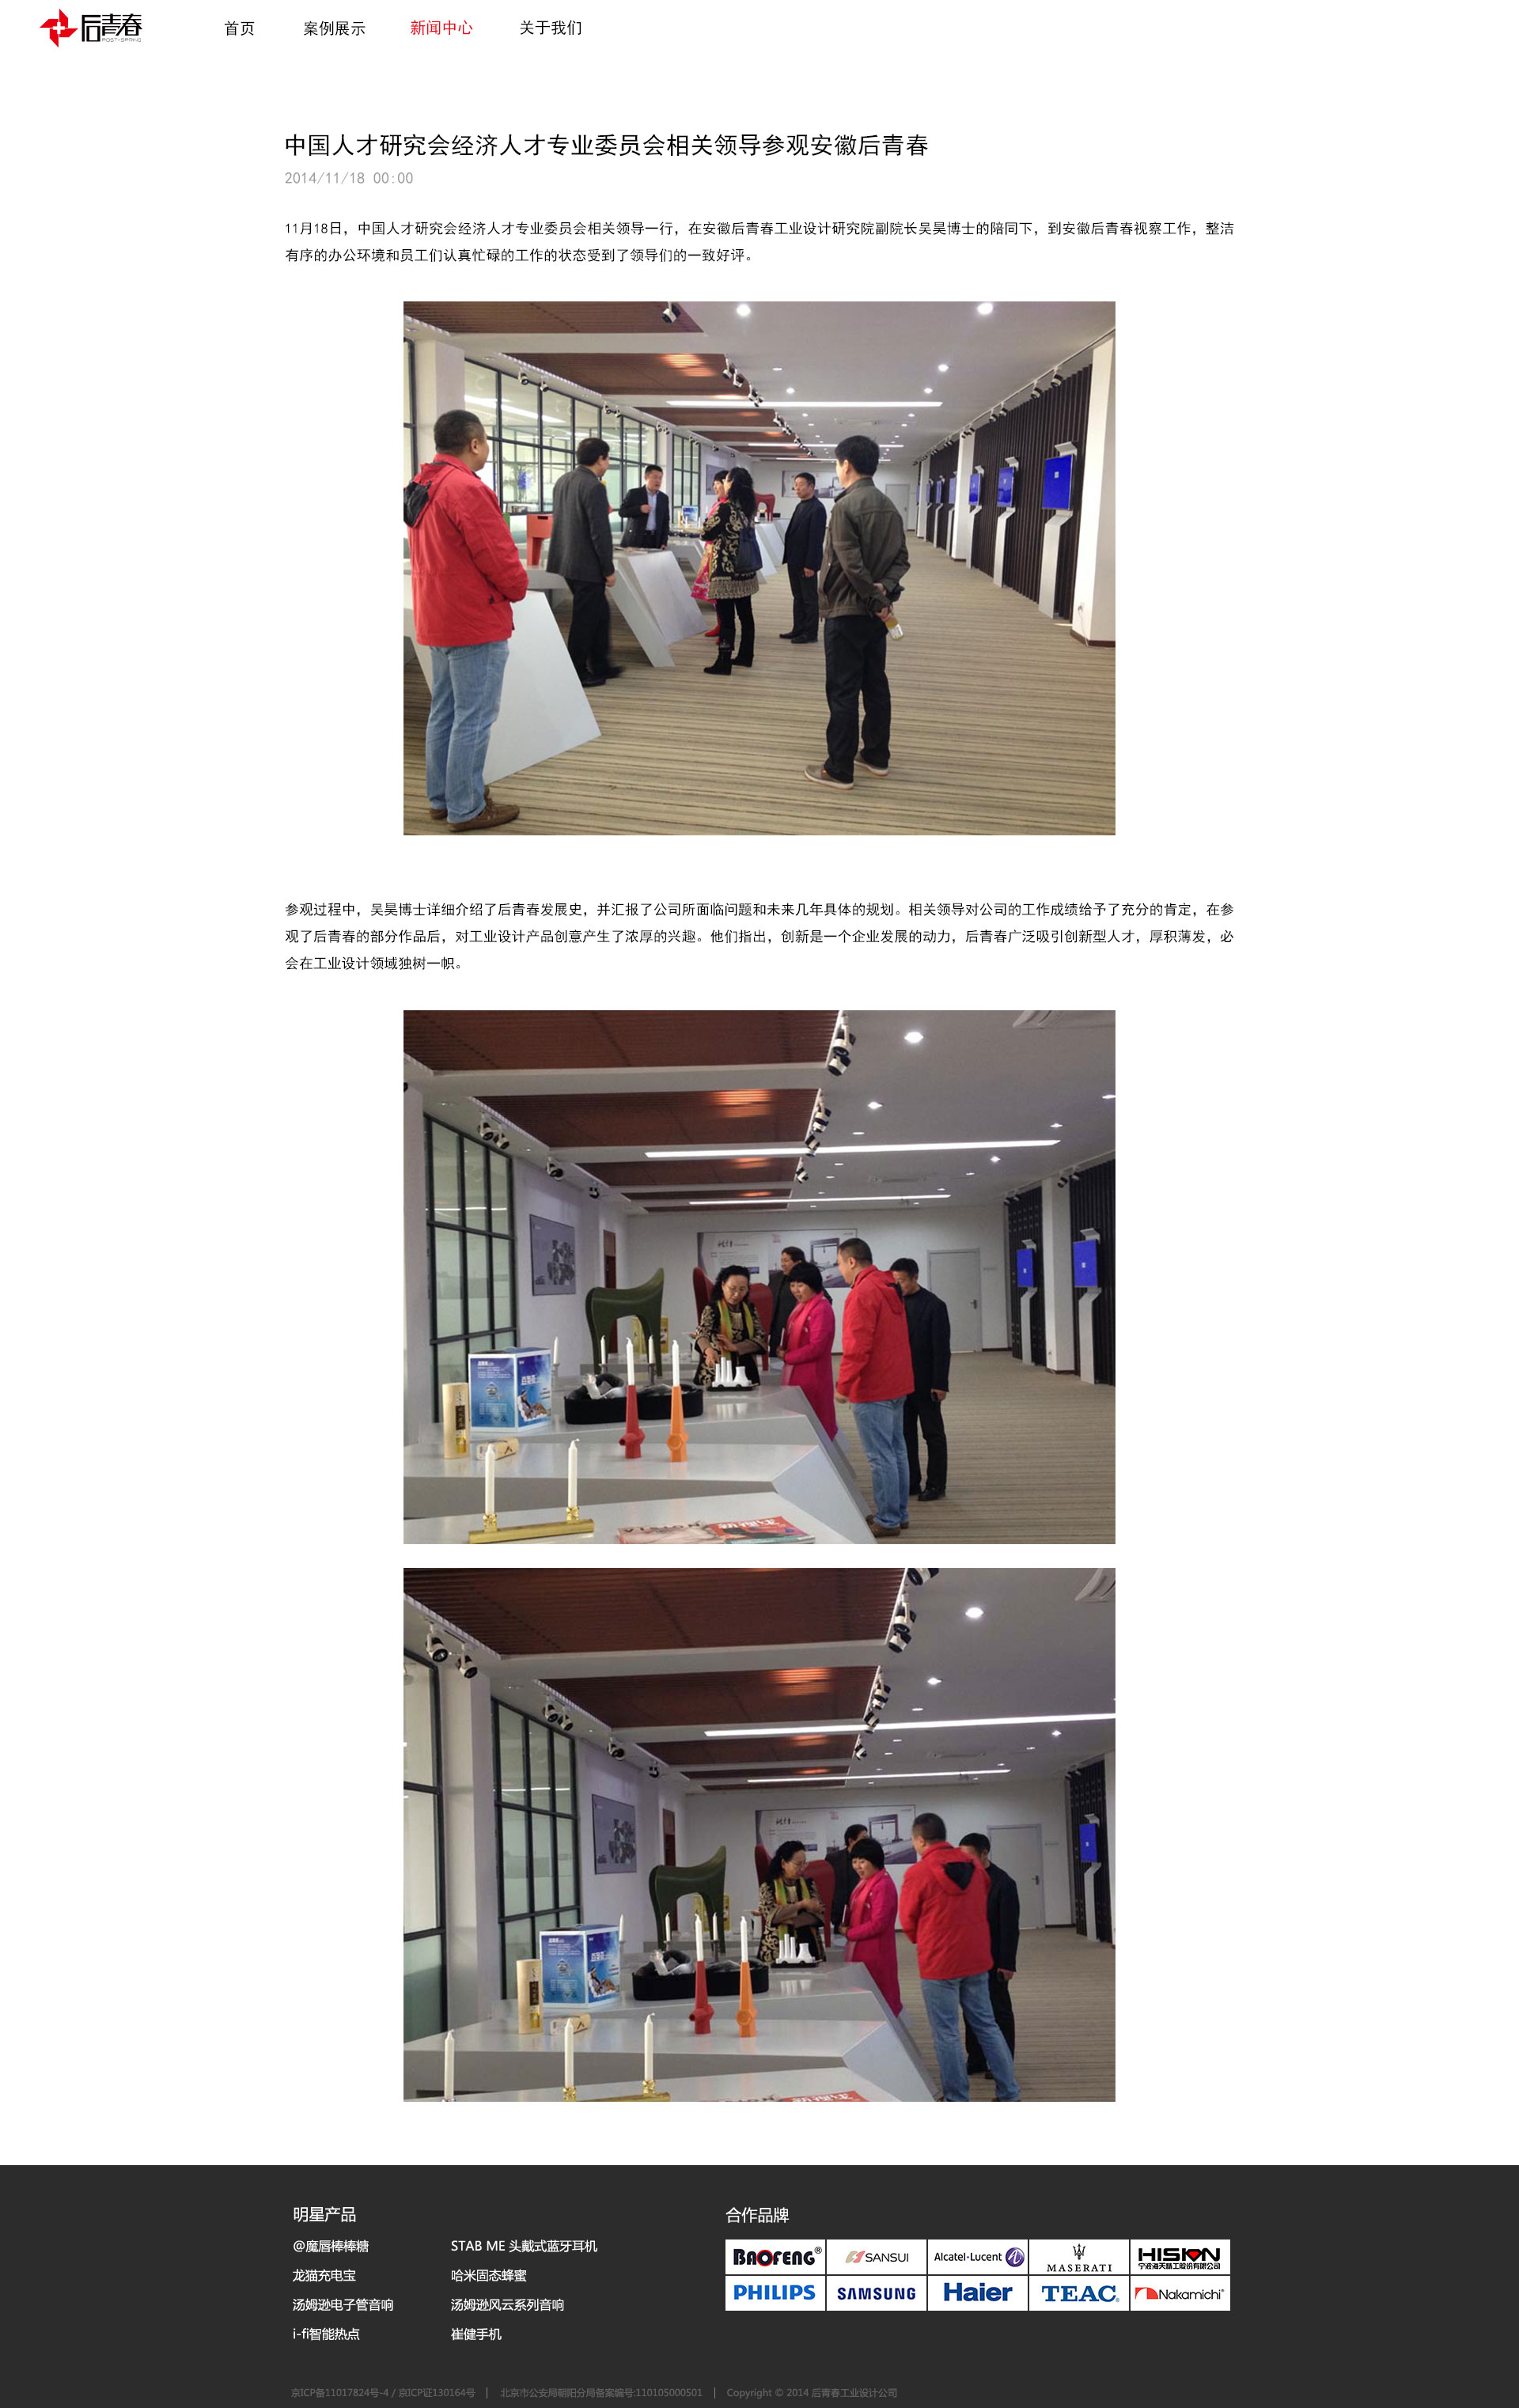 后青春
POST-SPRING
首页 案例展示 新闻中心 关于我们
中国人才研究会经济人才专业委员会相关领导参观安徽后青春
2014/11/18 00:00
11月18日，中国人才研究会经济人才专业委员会相关领导一行，在安徽后青春工业设计研究院副院长吴昊博士的陪同下，到安徽后青春视察工作，整洁
有序的办公环境和员工们认真忙碌的工作的状态受到了领导们的一致好评。
参观过程中，吴昊博士详细介绍了后青春发展史，并汇报了公司所面临问题和未来几年具体的规划。相关领导对公司的工作成绩给予了充分的肯定，在参
观了后青春的部分作品后，对工业设计产品创意产生了浓厚的兴趣。他们指出，创新是一个企业发展的动力，后青春广泛吸引创新型人才，厚积薄发，必
会在工业设计领域独树一帜。
明星产品
@魔唇棒棒糖 STAB ME 头戴式蓝牙耳机
龙猫充电宝 哈米固态蜂蜜
汤姆逊电子管音响 汤姆逊风云系列音响
i-fi智能热点 崔健手机
合作品牌
BAOFENG® SANSUI Alcatel·Lucent MASERATI HISION
宁波海天精工股份有限公司
PHILIPS SAMSUNG Haier TEAC® Nakamichi®
京ICP备11017824号-4 / 京ICP证130164号 | 北京市公安局朝阳分局备案编号:110105000501 | Copyright © 2014 后青春工业设计公司